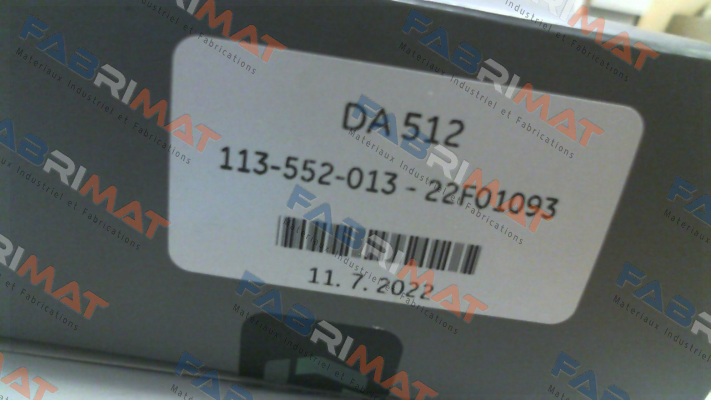 DA 512
113-552-013 - 22F01093
11. 7. 2022
FABRIMAT
Materiaux Industriel et Fabrications